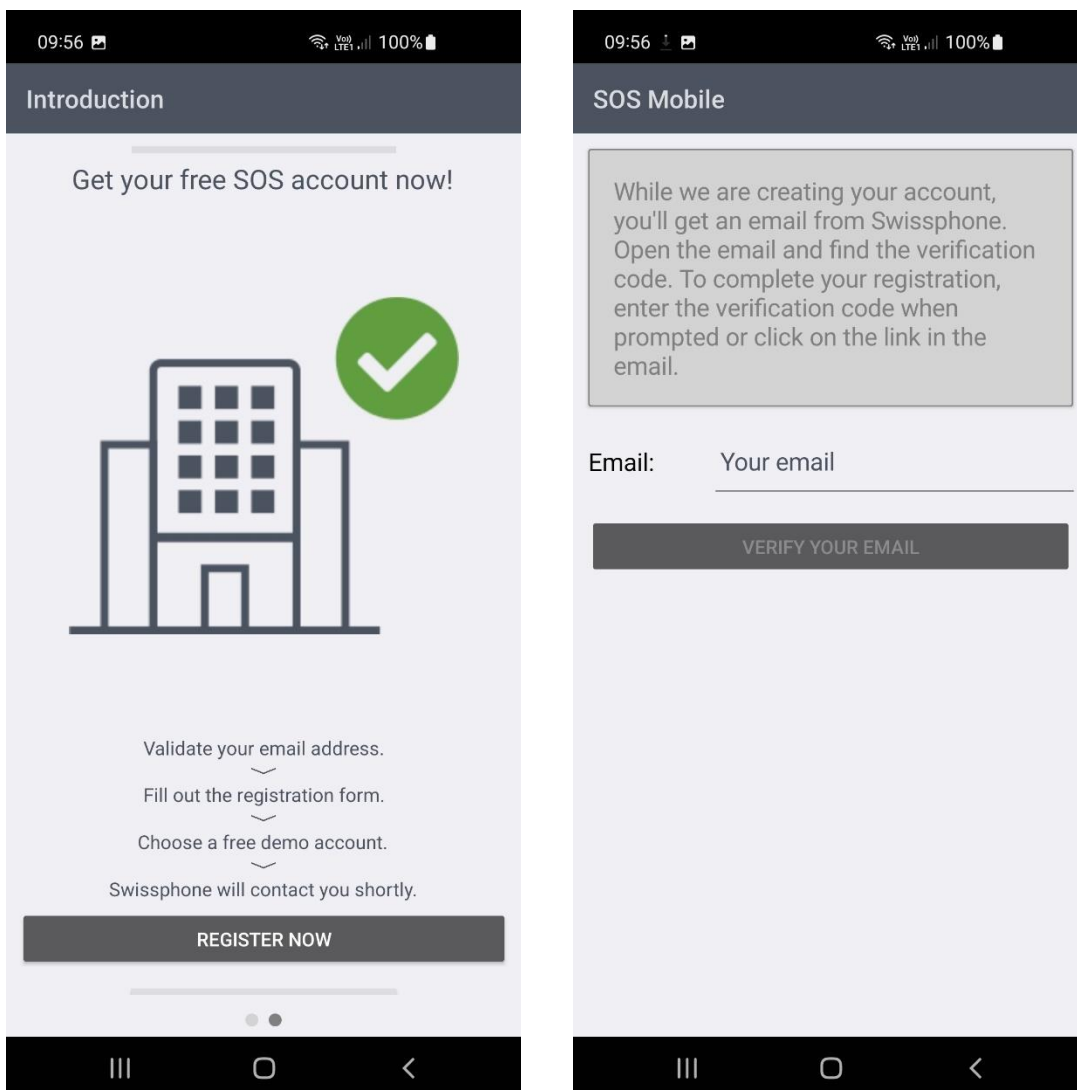 09:56
Vo))
LTE1
100%
Introduction
Get your free SOS account now!
Validate your email address.
Fill out the registration form.
Choose a free demo account.
Swissphone will contact you shortly.
REGISTER NOW
09:56
Vo))
LTE1
100%
SOS Mobile
While we are creating your account,
you'll get an email from Swissphone.
Open the email and find the verification
code. To complete your registration,
enter the verification code when
prompted or click on the link in the
email.
Email: Your email
VERIFY YOUR EMAIL